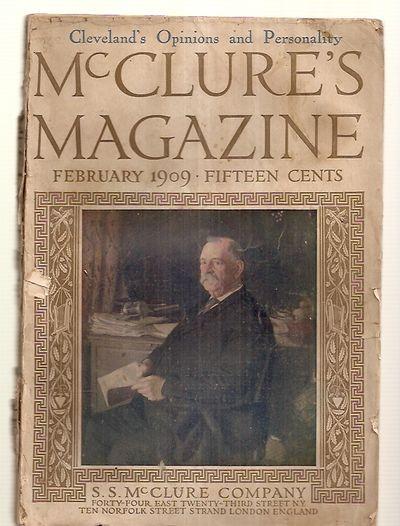 Cleveland's Opinions and Personality
McCLURE'S
MAGAZINE
FEBRUARY 1909 · FIFTEEN CENTS
S. S. McCLURE COMPANY
FORTY-FOUR EAST TWENTY-THIRD STREET N.Y.
TEN NORFOLK STREET STRAND LONDON ENGLAND